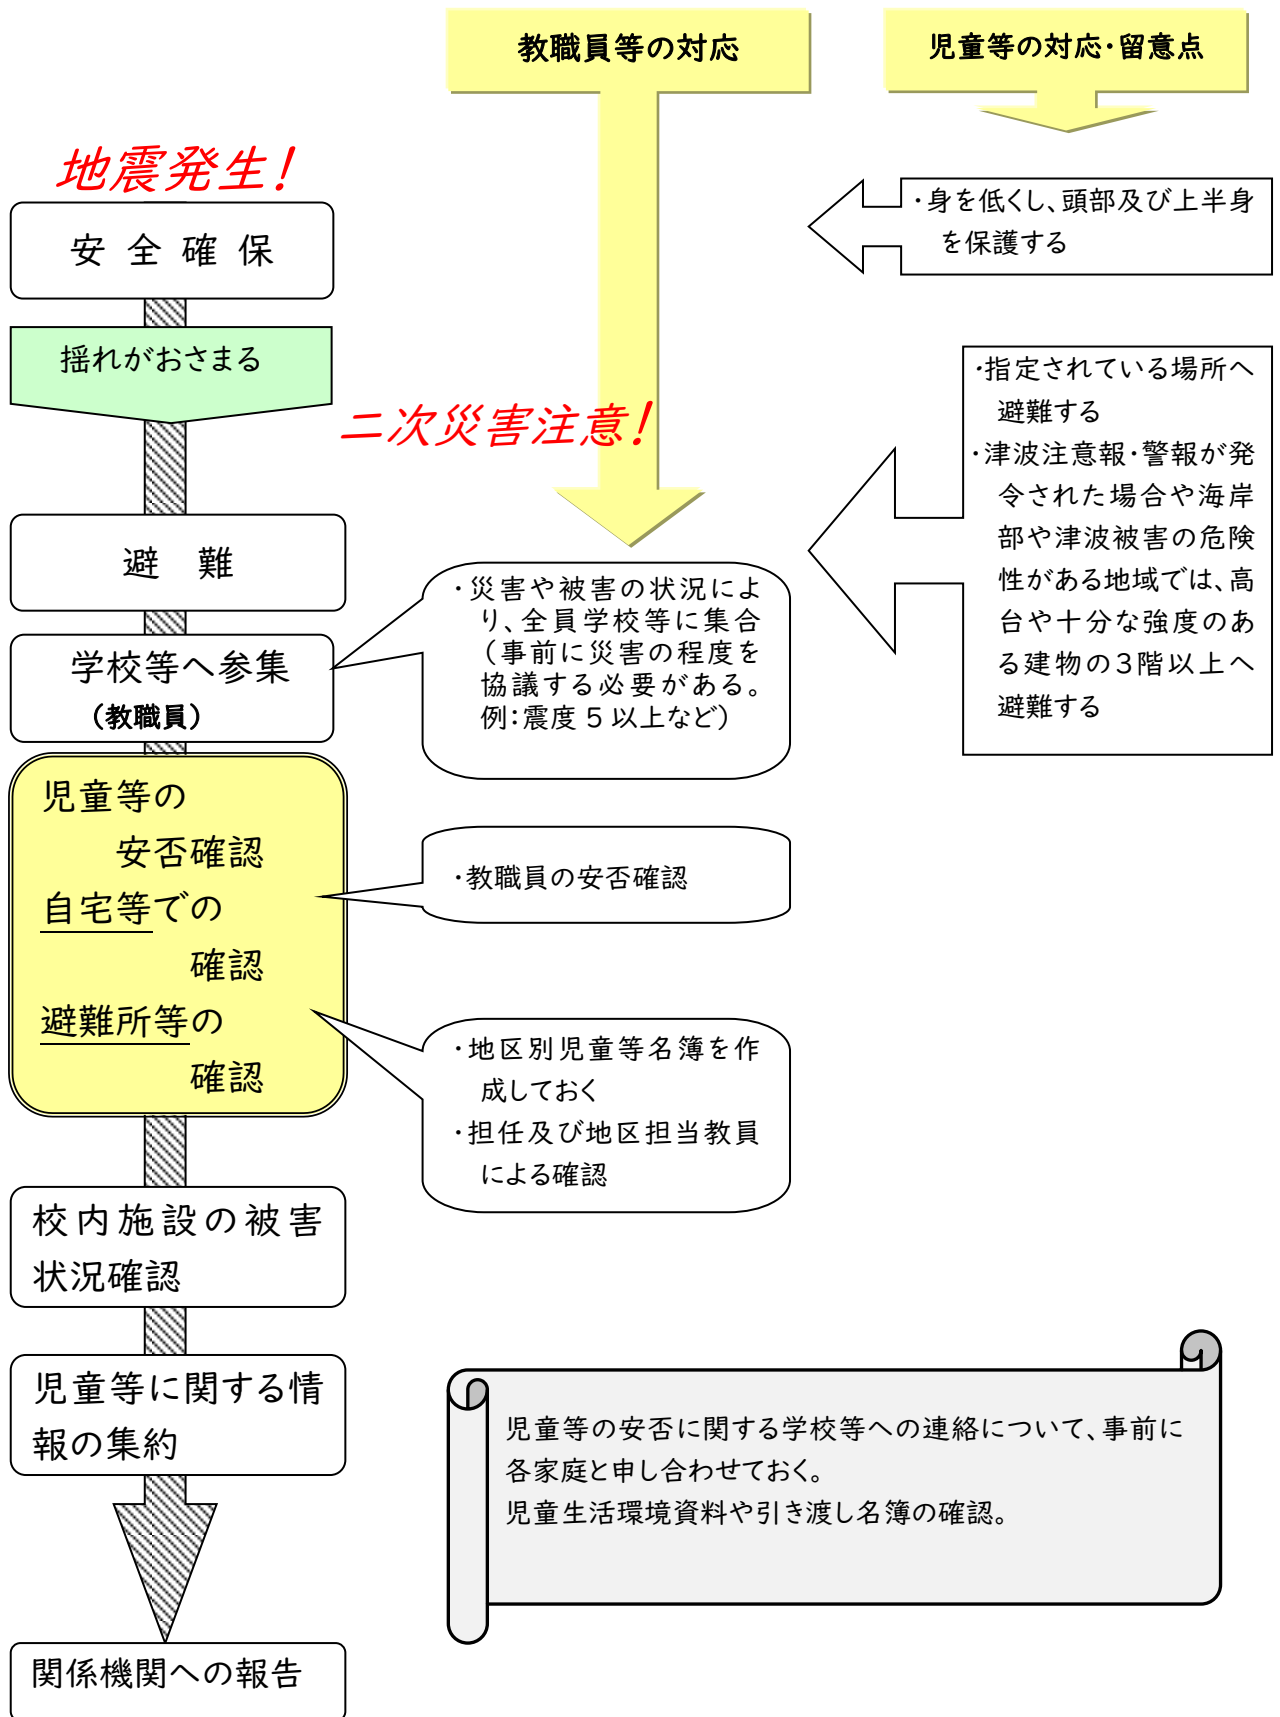 教職員等の対応
児童等の対応・留意点
地震発生！
安全確保
・身を低くし、頭部及び上半身
を保護する
揺れがおさまる
二次災害注意！
・指定されている場所へ
避難する
・津波注意報・警報が発
令された場合や海岸
部や津波被害の危険
性がある地域では、高
台や十分な強度のあ
る建物の３階以上へ
避難する
避　難
学校等へ参集
（教職員）
・災害や被害の状況によ
り、全員学校等に集合
（事前に災害の程度を
協議する必要がある。
例：震度５以上など）
児童等の
安否確認
自宅等での
確認
避難所等の
確認
・教職員の安否確認
・地区別児童等名簿を作
成しておく
・担任及び地区担当教員
による確認
校内施設の被害
状況確認
児童等に関する情
報の集約
児童等の安否に関する学校等への連絡について、事前に
各家庭と申し合わせておく。
児童生活環境資料や引き渡し名簿の確認。
関係機関への報告